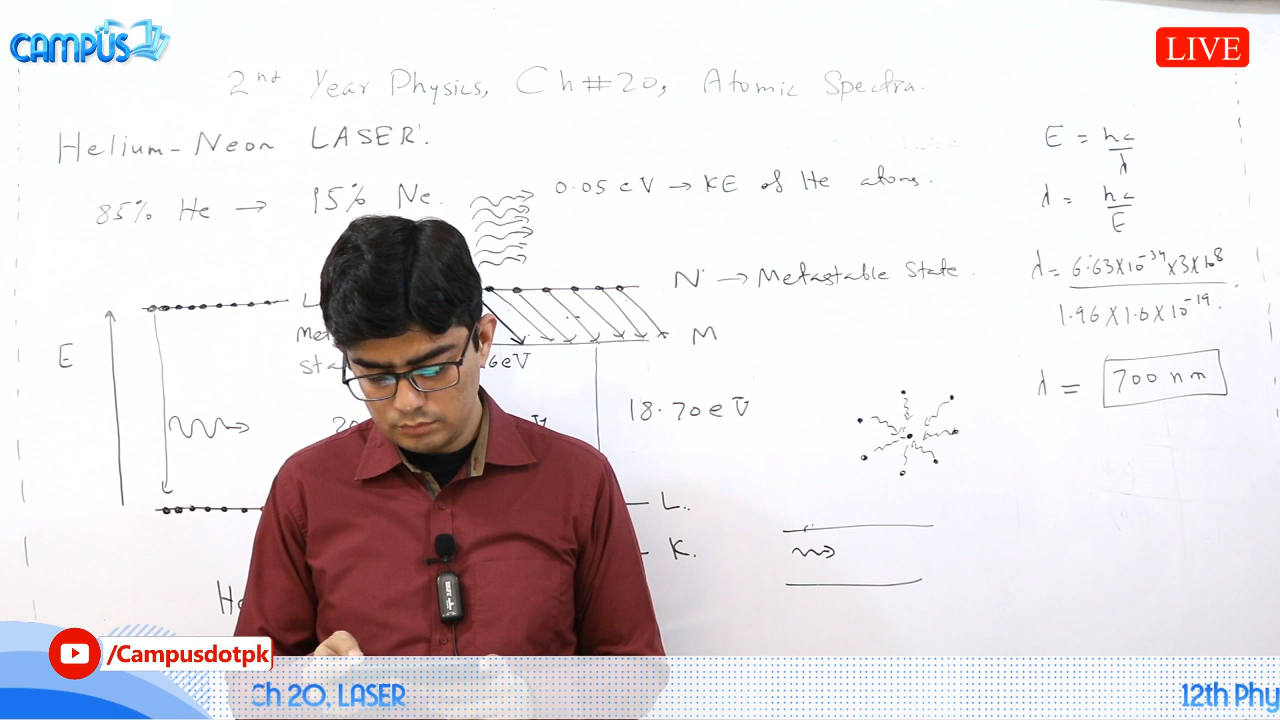 CAMPUS
LIVE
2nd Year Physics, Ch #20, Atomic Spectra.
Helium-Neon LASER.
85% He → 15% Ne.
0.05 eV → KE of He atoms.
N → Metastable State.
M
E
6eV
18.70 eV
L.
K.
E = hc/λ
λ = hc/E
λ = 6.63X10-34X3X108
1.96X1.6X10-19
λ = 700 nm
/Campusdotpk
Ch 20, LASER
12th Phy